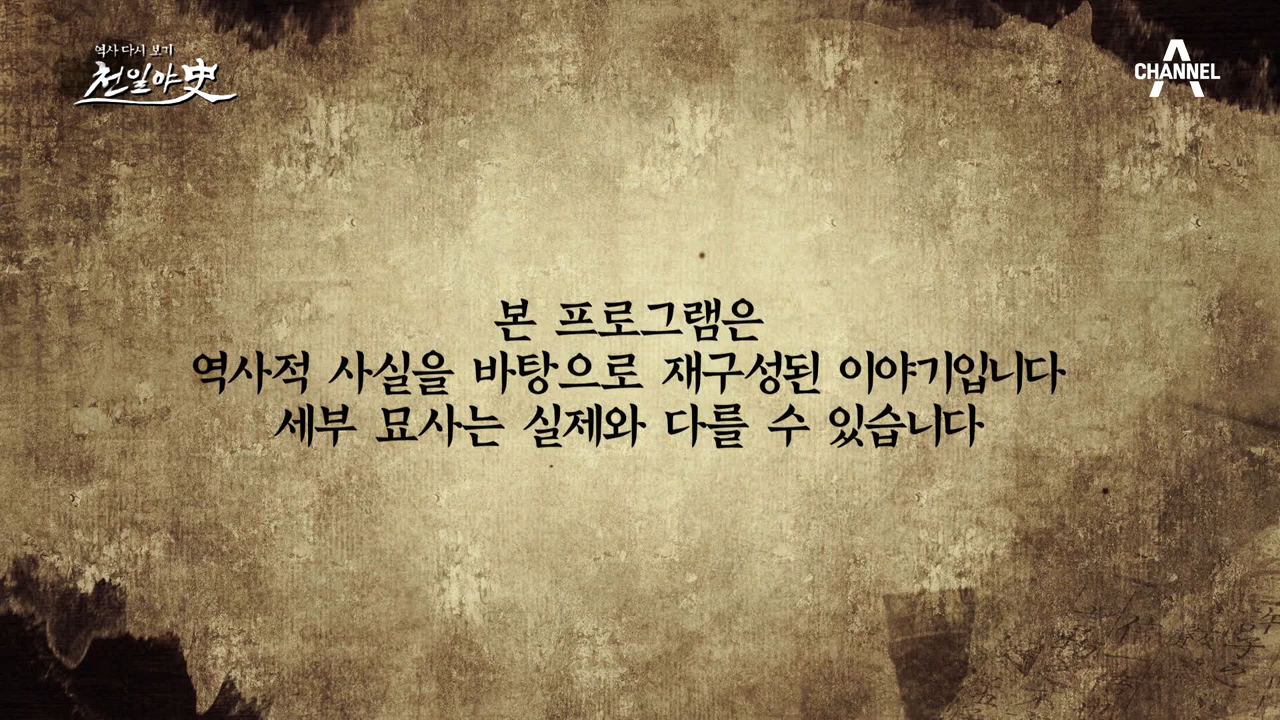 역사 다시 보기
천일야史
CHANNEL A
본 프로그램은
역사적 사실을 바탕으로 재구성된 이야기입니다
세부 묘사는 실제와 다를 수 있습니다